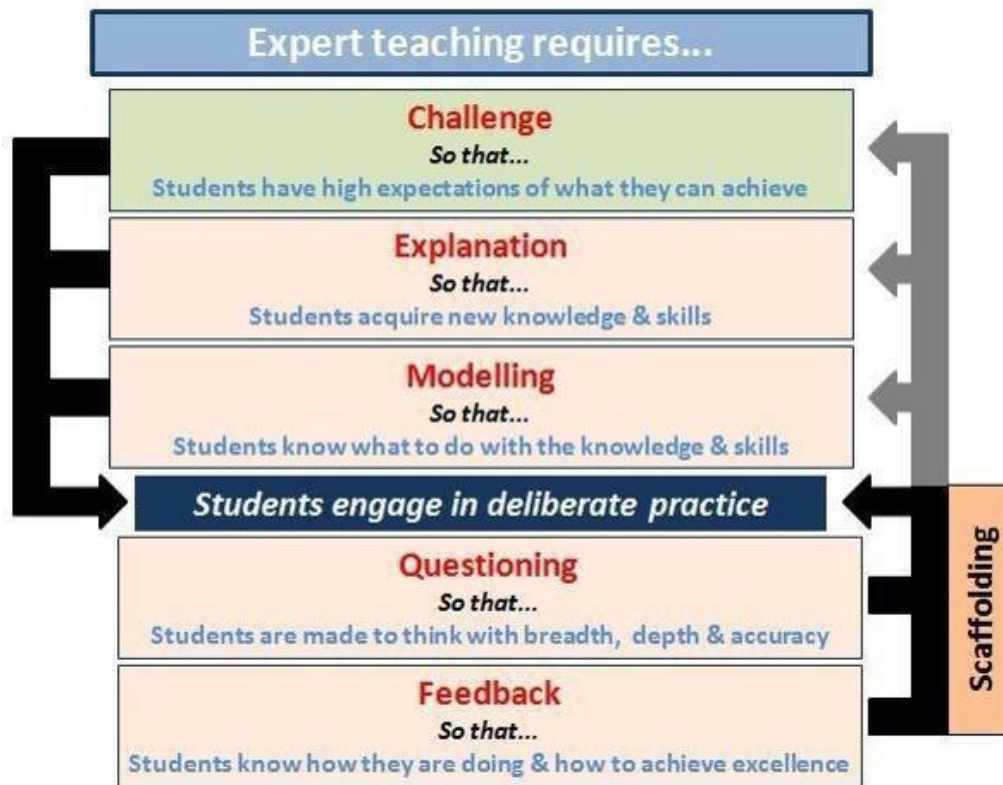 Expert teaching requires...
Challenge
So that...
Students have high expectations of what they can achieve
Explanation
So that...
Students acquire new knowledge & skills
Modelling
So that...
Students know what to do with the knowledge & skills
Students engage in deliberate practice
Questioning
So that...
Students are made to think with breadth, depth & accuracy
Feedback
So that...
Students know how they are doing & how to achieve excellence
Scaffolding